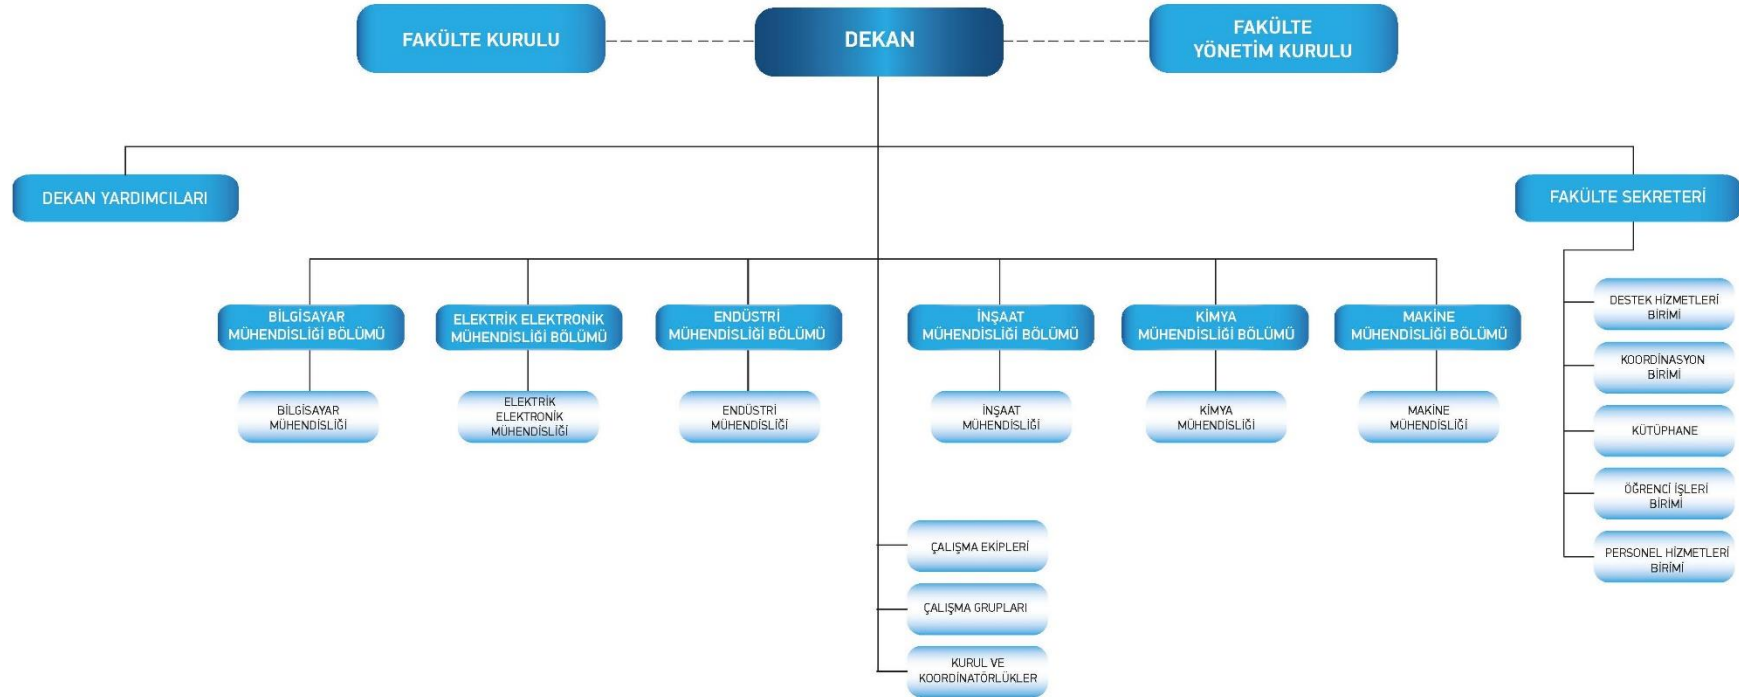 FAKÜLTE KURULU
DEKAN
FAKÜLTE
YÖNETİM KURULU
DEKAN YARDIMCILARI
FAKÜLTE SEKRETERİ
BİLGİSAYAR
MÜHENDİSLİĞİ BÖLÜMÜ
ELEKTRİK ELEKTRONİK
MÜHENDİSLİĞİ BÖLÜMÜ
ENDÜSTRİ
MÜHENDİSLİĞİ BÖLÜMÜ
İNŞAAT
MÜHENDİSLİĞİ BÖLÜMÜ
KİMYA
MÜHENDİSLİĞİ BÖLÜMÜ
MAKİNE
MÜHENDİSLİĞİ BÖLÜMÜ
BİLGİSAYAR
MÜHENDİSLİĞİ
ELEKTRİK
ELEKTRONİK
MÜHENDİSLİĞİ
ENDÜSTRİ
MÜHENDİSLİĞİ
İNŞAAT
MÜHENDİSLİĞİ
KİMYA
MÜHENDİSLİĞİ
MAKİNE
MÜHENDİSLİĞİ
DESTEK HİZMETLERİ
BİRİMİ
KOORDİNASYON
BİRİMİ
KÜTÜPHANE
ÖĞRENCİ İŞLERİ
BİRİMİ
PERSONEL HİZMETLERİ
BİRİMİ
ÇALIŞMA EKİPLERİ
ÇALIŞMA GRUPLARI
KURUL VE
KOORDİNATÖRLÜKLER